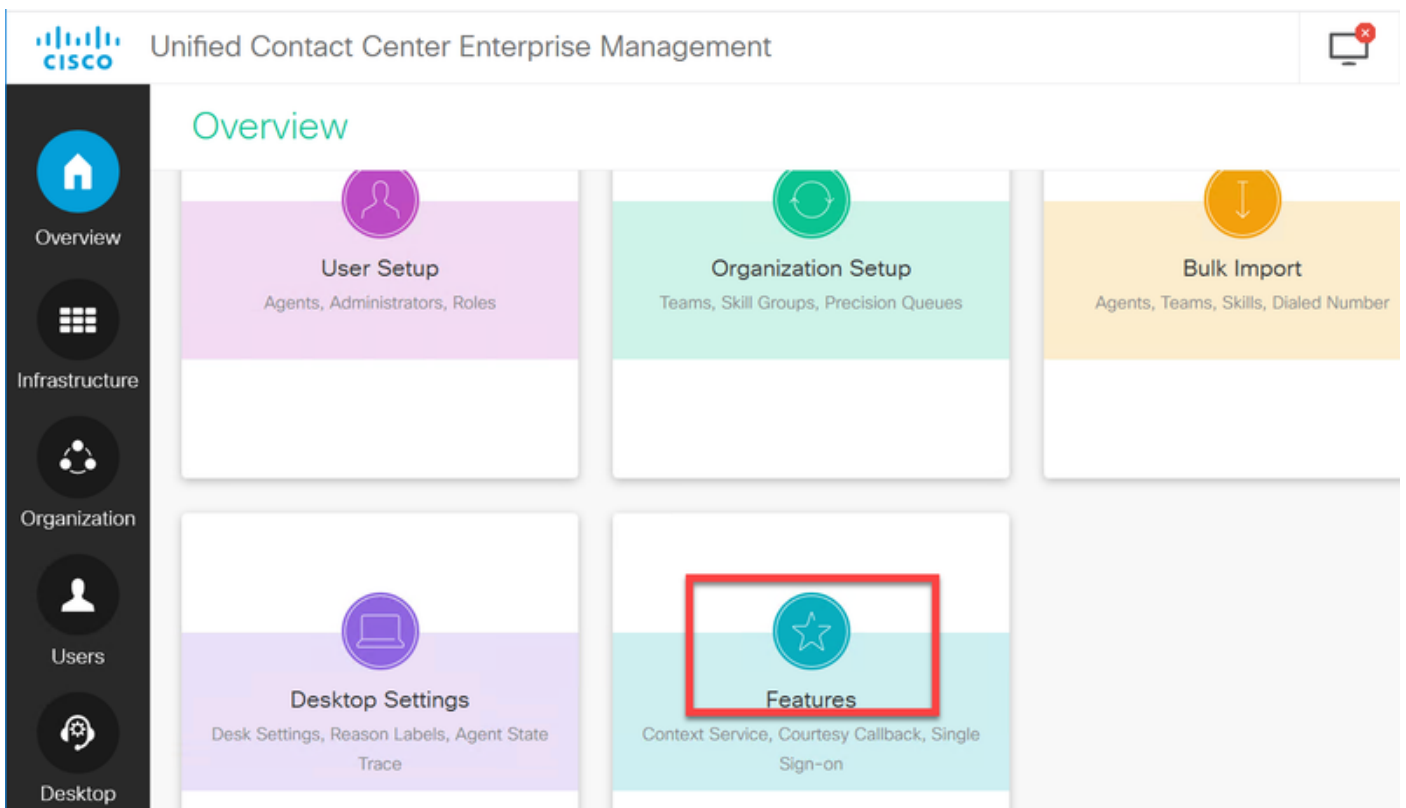 CISCO
Unified Contact Center Enterprise Management
Overview
Overview
Infrastructure
Organization
Users
Desktop
User Setup
Agents, Administrators, Roles
Organization Setup
Teams, Skill Groups, Precision Queues
Bulk Import
Agents, Teams, Skills, Dialed Number
Desktop Settings
Desk Settings, Reason Labels, Agent State
Trace
Features
Context Service, Courtesy Callback, Single
Sign-on